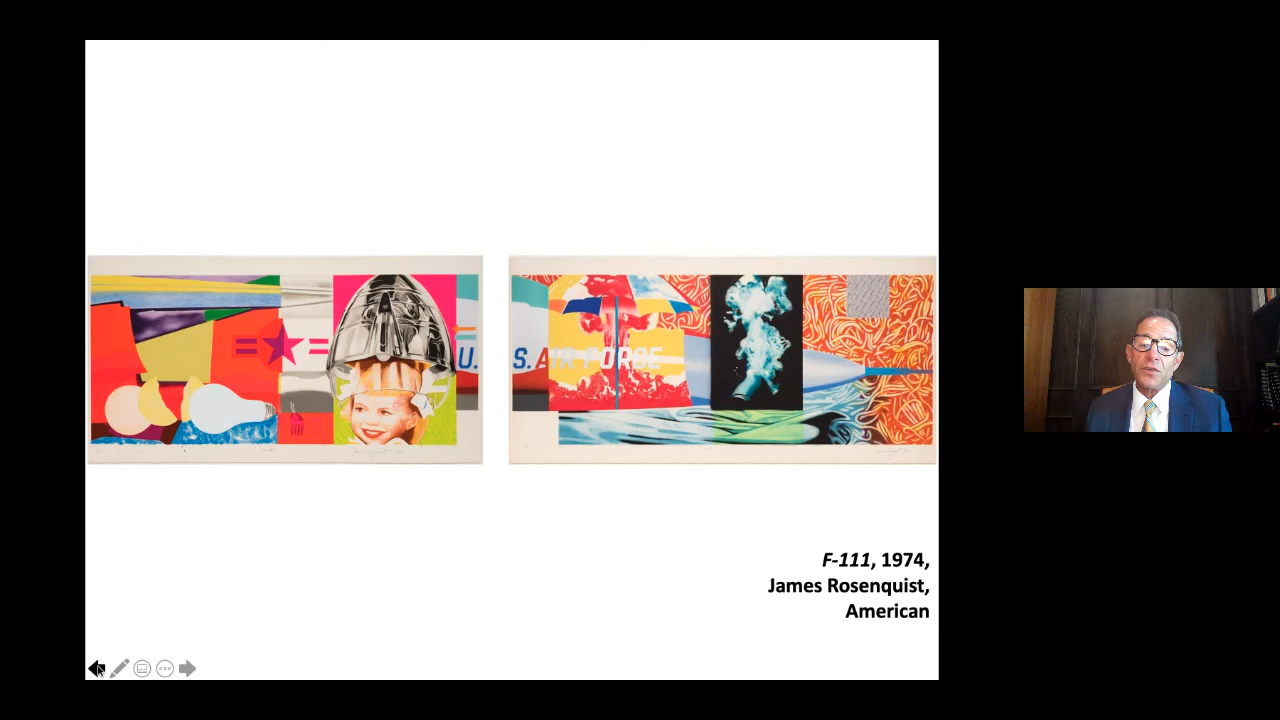 U. S. AIR FORCE
F-111, 1974,
James Rosenquist,
American